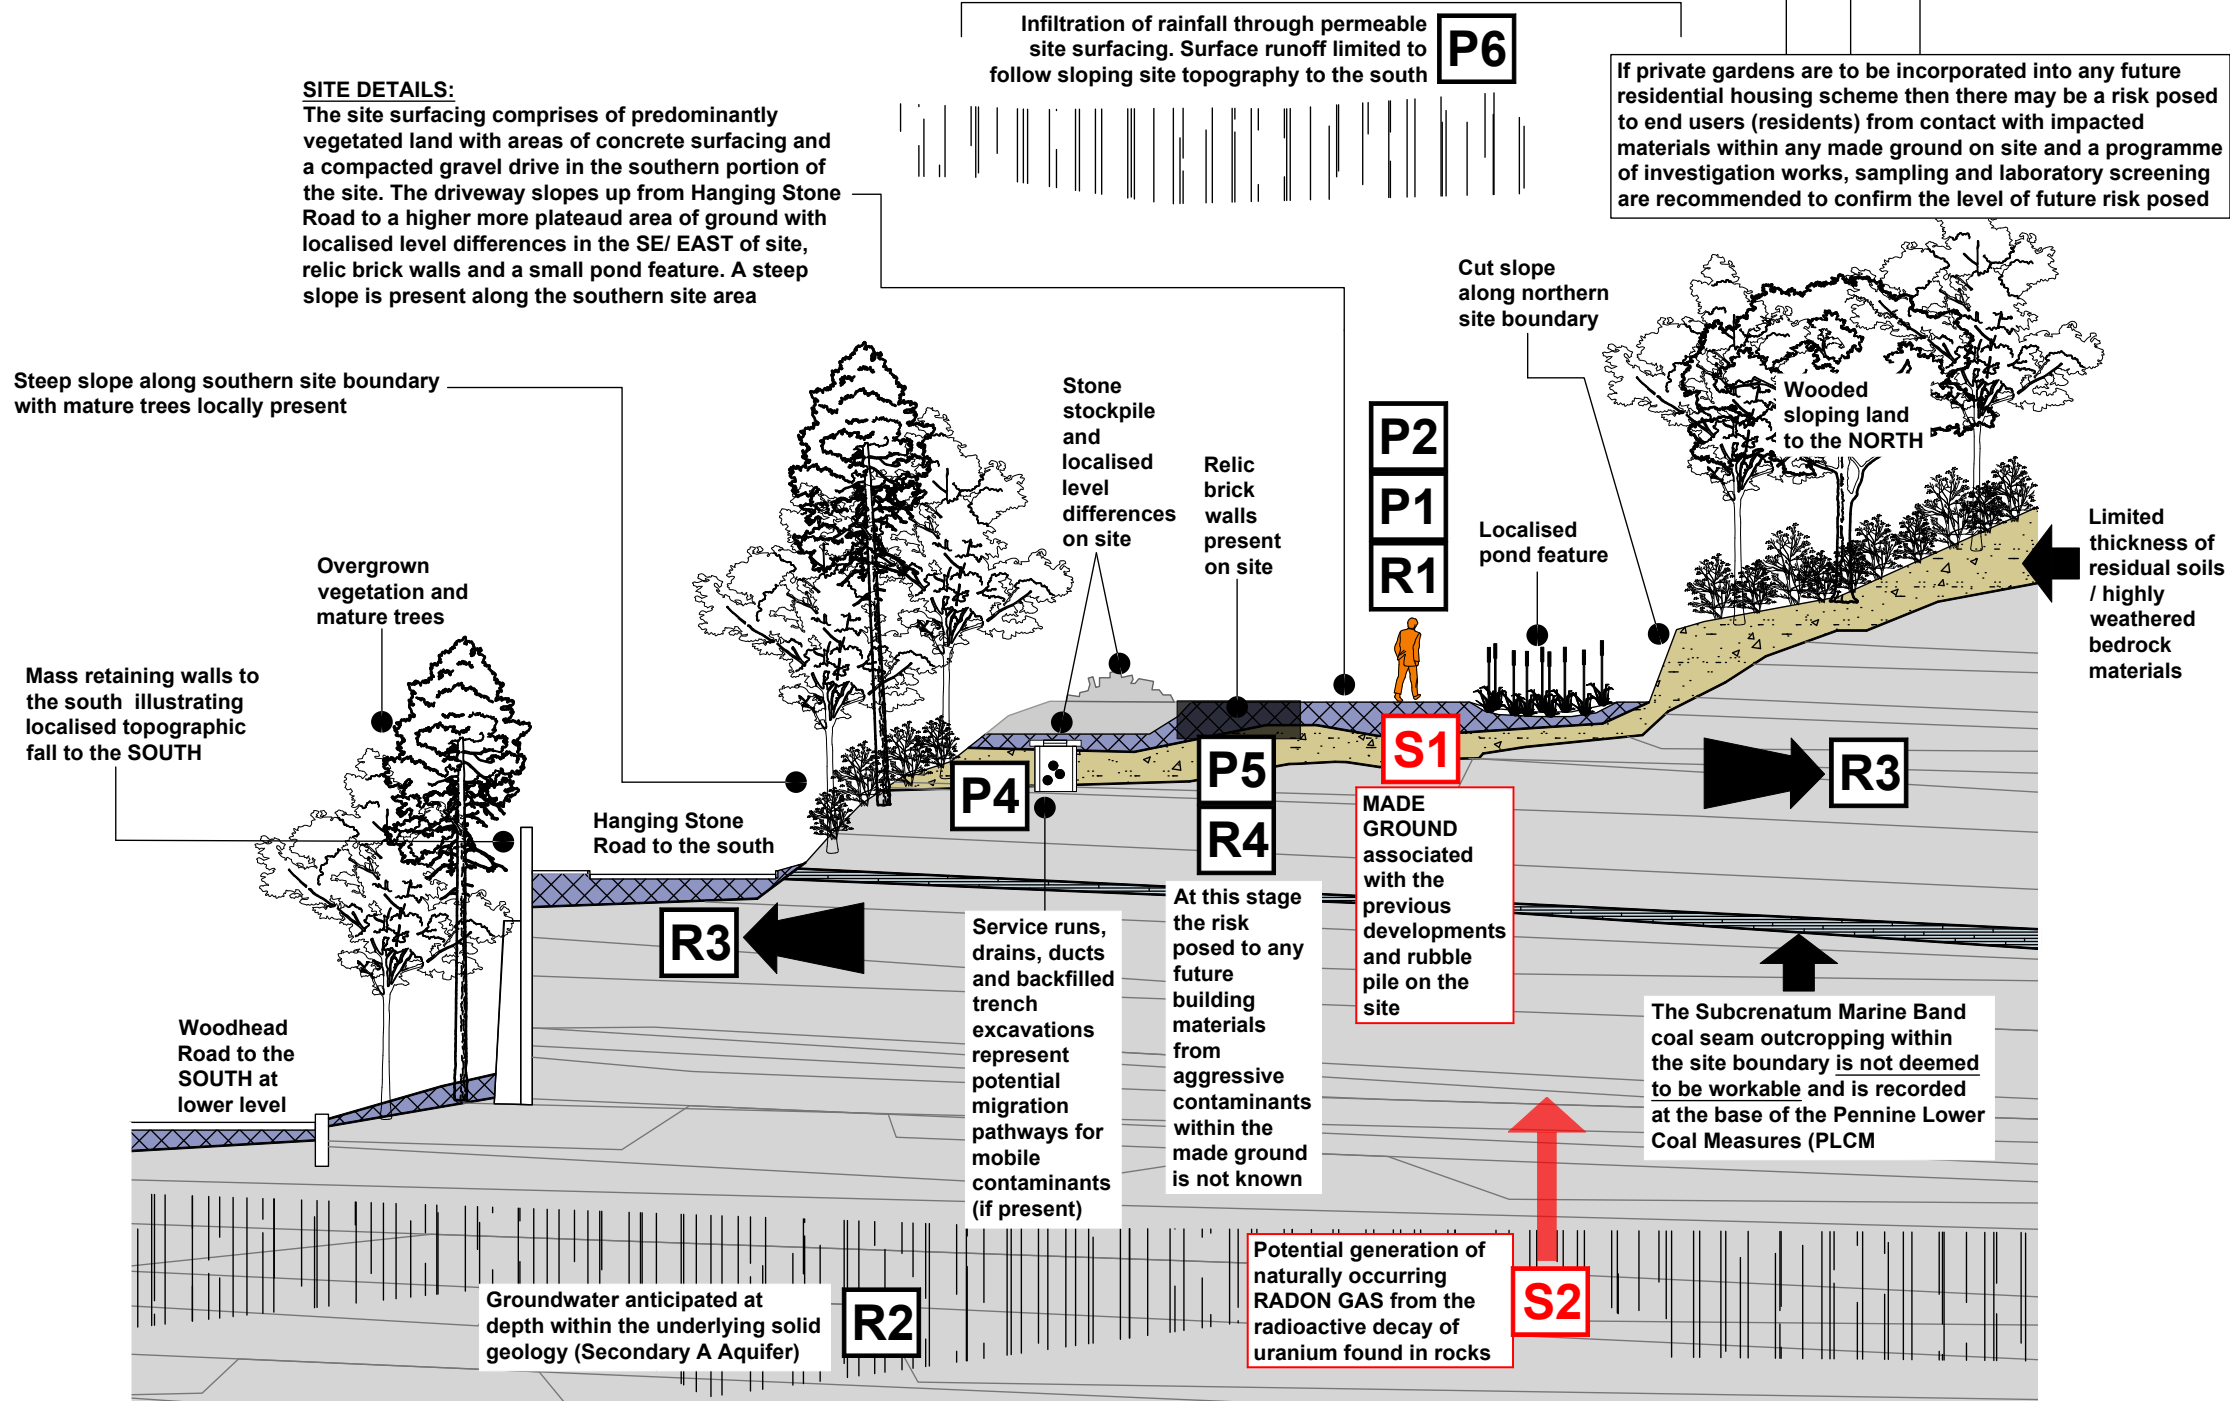 Infiltration of rainfall through permeable
site surfacing. Surface runoff limited to
follow sloping site topography to the south
P6
If private gardens are to be incorporated into any future
residential housing scheme then there may be a risk posed
to end users (residents) from contact with impacted
materials within any made ground on site and a programme
of investigation works, sampling and laboratory screening
are recommended to confirm the level of future risk posed
SITE DETAILS:
The site surfacing comprises of predominantly
vegetated land with areas of concrete surfacing and
a compacted gravel drive in the southern portion of
the site. The driveway slopes up from Hanging Stone
Road to a higher more plateaud area of ground with
localised level differences in the SE/ EAST of site,
relic brick walls and a small pond feature. A steep
slope is present along the southern site area
Cut slope
along northern
site boundary
Steep slope along southern site boundary
with mature trees locally present
Stone
stockpile
and
localised
level
differences
on site
Relic
brick
walls
present
on site
P2
P1
R1
Wooded
sloping land
to the NORTH
Localised
pond feature
Limited
thickness of
residual soils
/ highly
weathered
bedrock
materials
Overgrown
vegetation and
mature trees
Mass retaining walls to
the south illustrating
localised topographic
fall to the SOUTH
Hanging Stone
Road to the south
P4
P5
R4
S1
R3
R3
MADE
GROUND
associated
with the
previous
developments
and rubble
pile on the
site
Service runs,
drains, ducts
and backfilled
trench
excavations
represent
potential
migration
pathways for
mobile
contaminants
(if present)
At this stage
the risk
posed to any
future
building
materials
from
aggressive
contaminants
within the
made ground
is not known
The Subcrenatum Marine Band
coal seam outcropping within
the site boundary is not deemed
to be workable and is recorded
at the base of the Pennine Lower
Coal Measures (PLCM
Woodhead
Road to the
SOUTH at
lower level
Groundwater anticipated at
depth within the underlying solid
geology (Secondary A Aquifer)
R2
Potential generation of
naturally occurring
RADON GAS from the
radioactive decay of
uranium found in rocks
S2